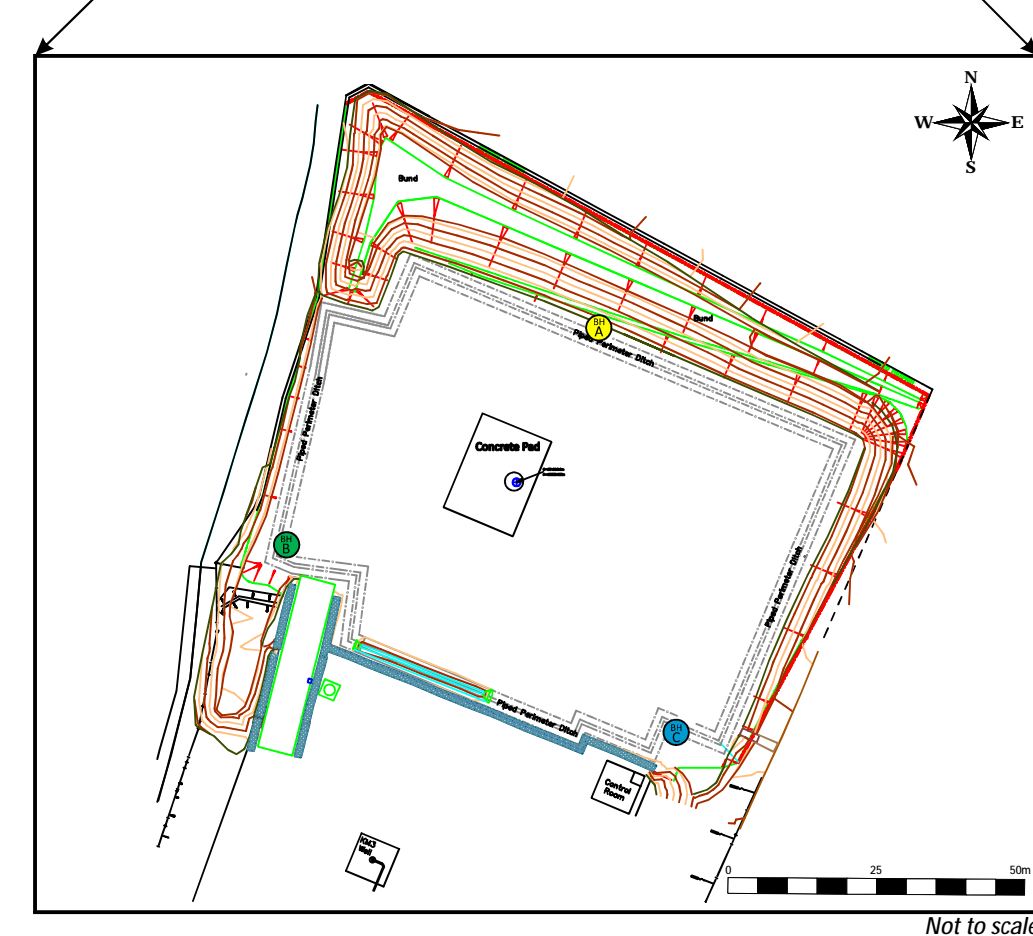 N
W E
S
Bund
BH
A
Bund
Piped Perimeter Ditch
Piped Perimeter Ditch
Concrete Pad
BH
B
Piped Perimeter Ditch
Piped Perimeter Ditch
BH
C
Control
Room
KM3
Well
0 25 50m
Not to scale